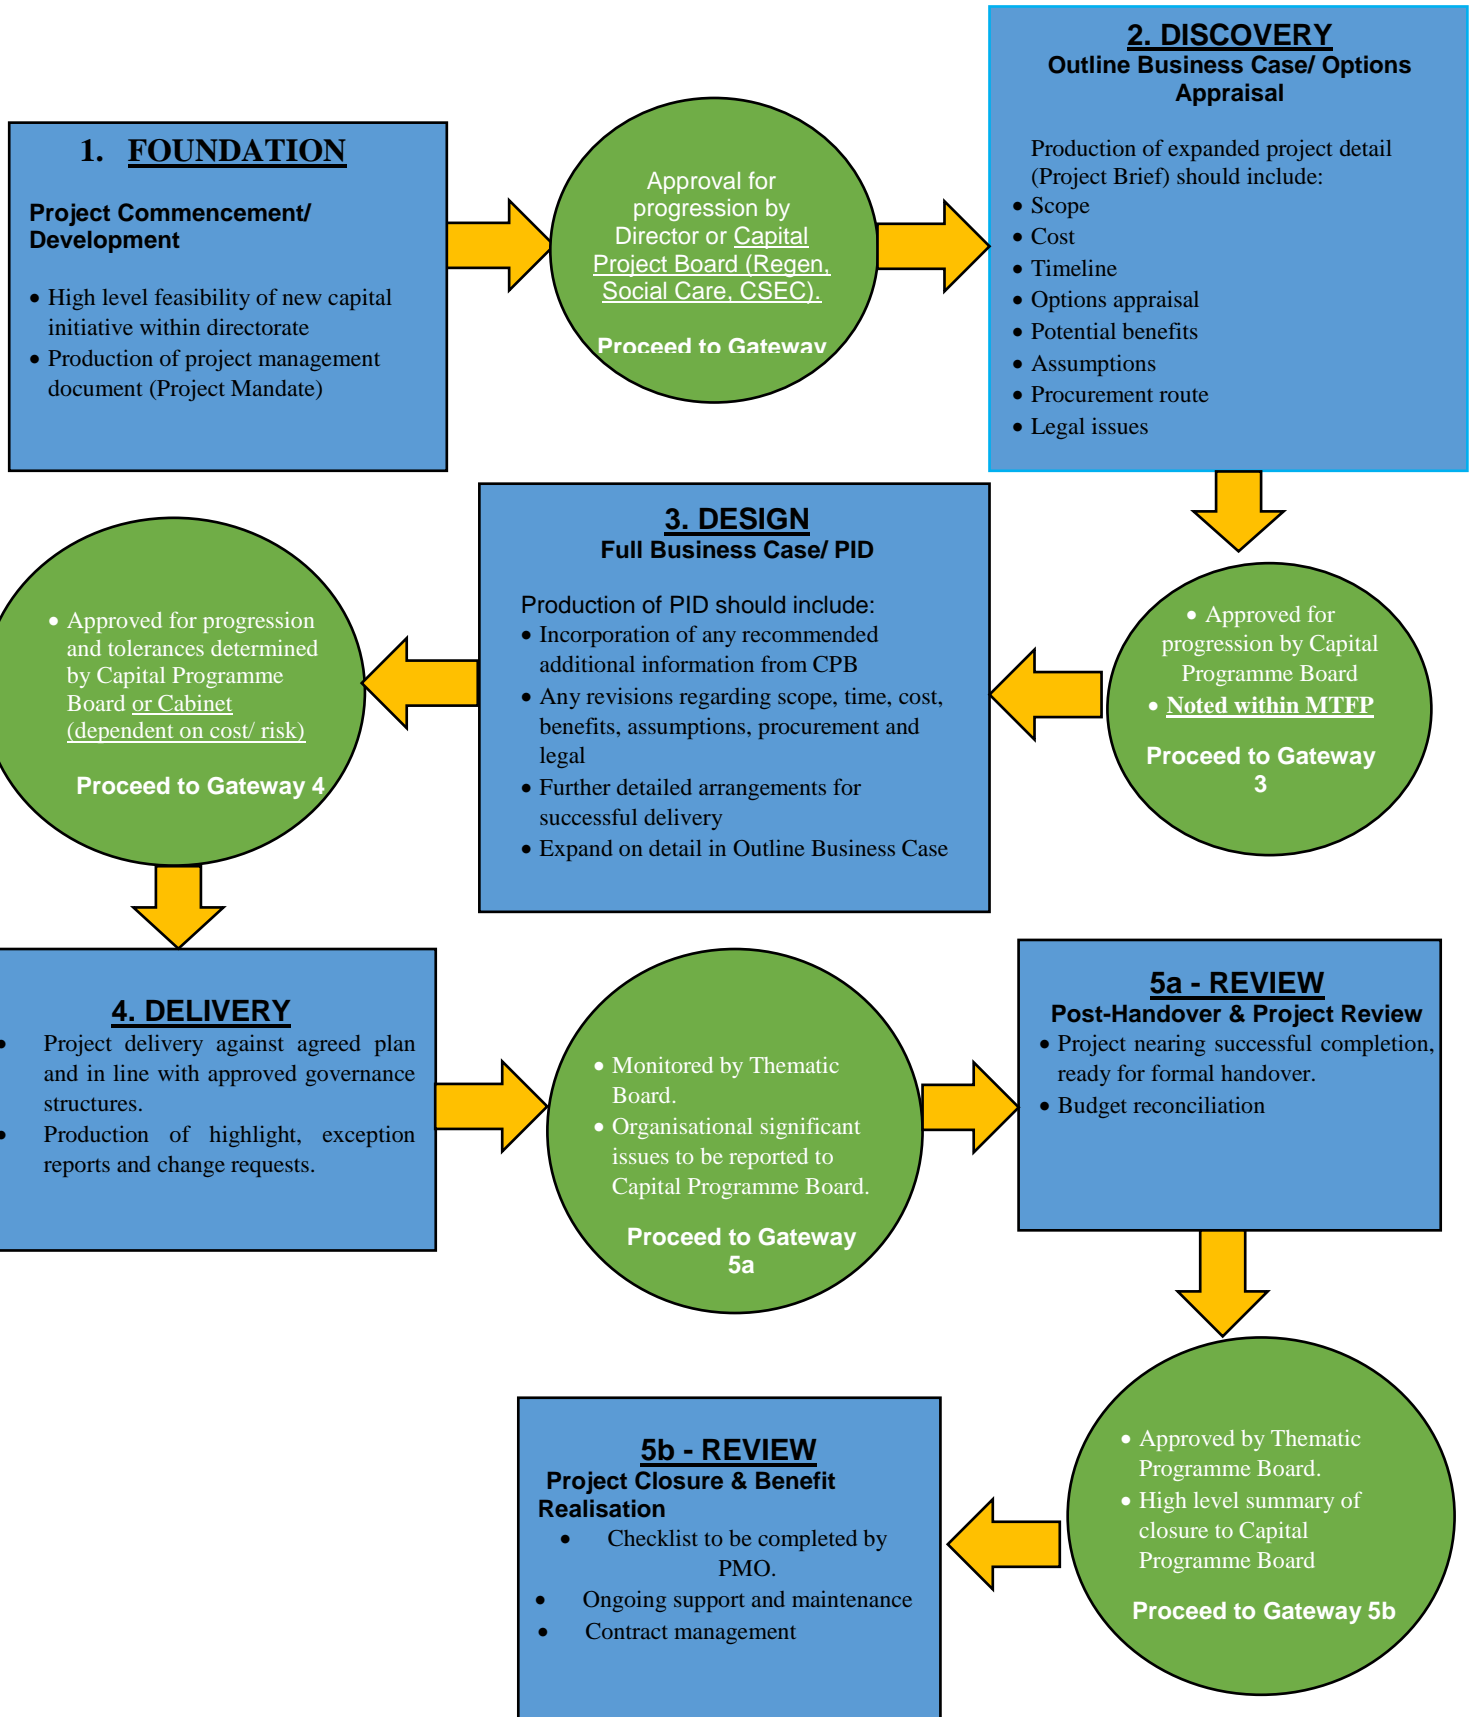 1. FOUNDATION
Project Commencement/
Development
• High level feasibility of new capital
initiative within directorate
• Production of project management
document (Project Mandate)
Approval for
progression by
Director or Capital
Project Board (Regen,
Social Care, CSEC).
Proceed to Gateway
2. DISCOVERY
Outline Business Case/ Options
Appraisal
Production of expanded project detail
(Project Brief) should include:
• Scope
• Cost
• Timeline
• Options appraisal
• Potential benefits
• Assumptions
• Procurement route
• Legal issues
• Approved for
progression by Capital
Programme Board
• Noted within MTFP
Proceed to Gateway
3
3. DESIGN
Full Business Case/ PID
Production of PID should include:
• Incorporation of any recommended
additional information from CPB
• Any revisions regarding scope, time, cost,
benefits, assumptions, procurement and
legal
• Further detailed arrangements for
successful delivery
• Expand on detail in Outline Business Case
• Approved for progression
and tolerances determined
by Capital Programme
Board or Cabinet
(dependent on cost/ risk)
Proceed to Gateway 4
4. DELIVERY
• Project delivery against agreed plan
and in line with approved governance
structures.
• Production of highlight, exception
reports and change requests.
• Monitored by Thematic
Board.
• Organisational significant
issues to be reported to
Capital Programme Board.
Proceed to Gateway
5a
5a - REVIEW
Post-Handover & Project Review
• Project nearing successful completion,
ready for formal handover.
• Budget reconciliation
• Approved by Thematic
Programme Board.
• High level summary of
closure to Capital
Programme Board
Proceed to Gateway 5b
5b - REVIEW
Project Closure & Benefit
Realisation
• Checklist to be completed by
PMO.
• Ongoing support and maintenance
• Contract management